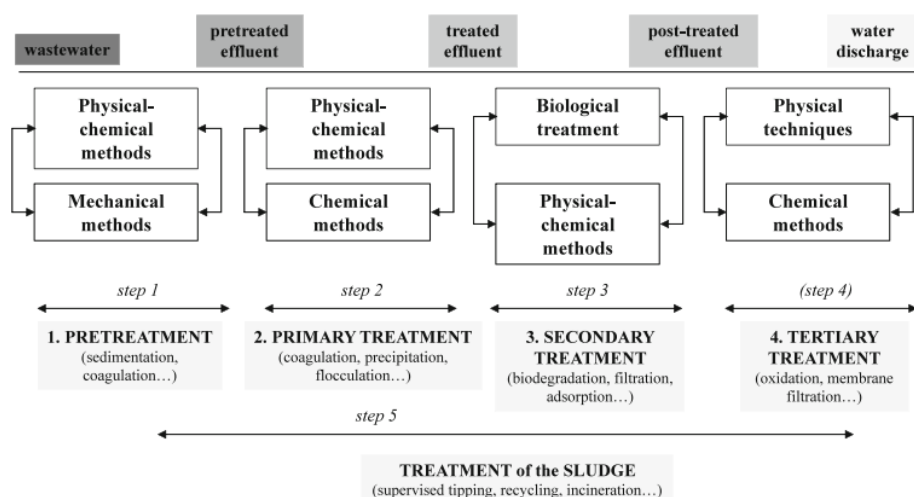 wastewater
pretreated
effluent
treated
effluent
post-treated
effluent
water
discharge
Physical-
chemical
methods
Mechanical
methods
Physical-
chemical
methods
Chemical
methods
Biological
treatment
Physical-
chemical
methods
Physical
techniques
Chemical
methods
step 1
step 2
step 3
(step 4)
1. PRETREATMENT
(sedimentation,
coagulation…)
2. PRIMARY TREATMENT
(coagulation, precipitation,
flocculation…)
3. SECONDARY
TREATMENT
(biodegradation, filtration,
adsorption…)
4. TERTIARY
TREATMENT
(oxidation, membrane
filtration…)
step 5
TREATMENT of the SLUDGE
(supervised tipping, recycling, incineration…)